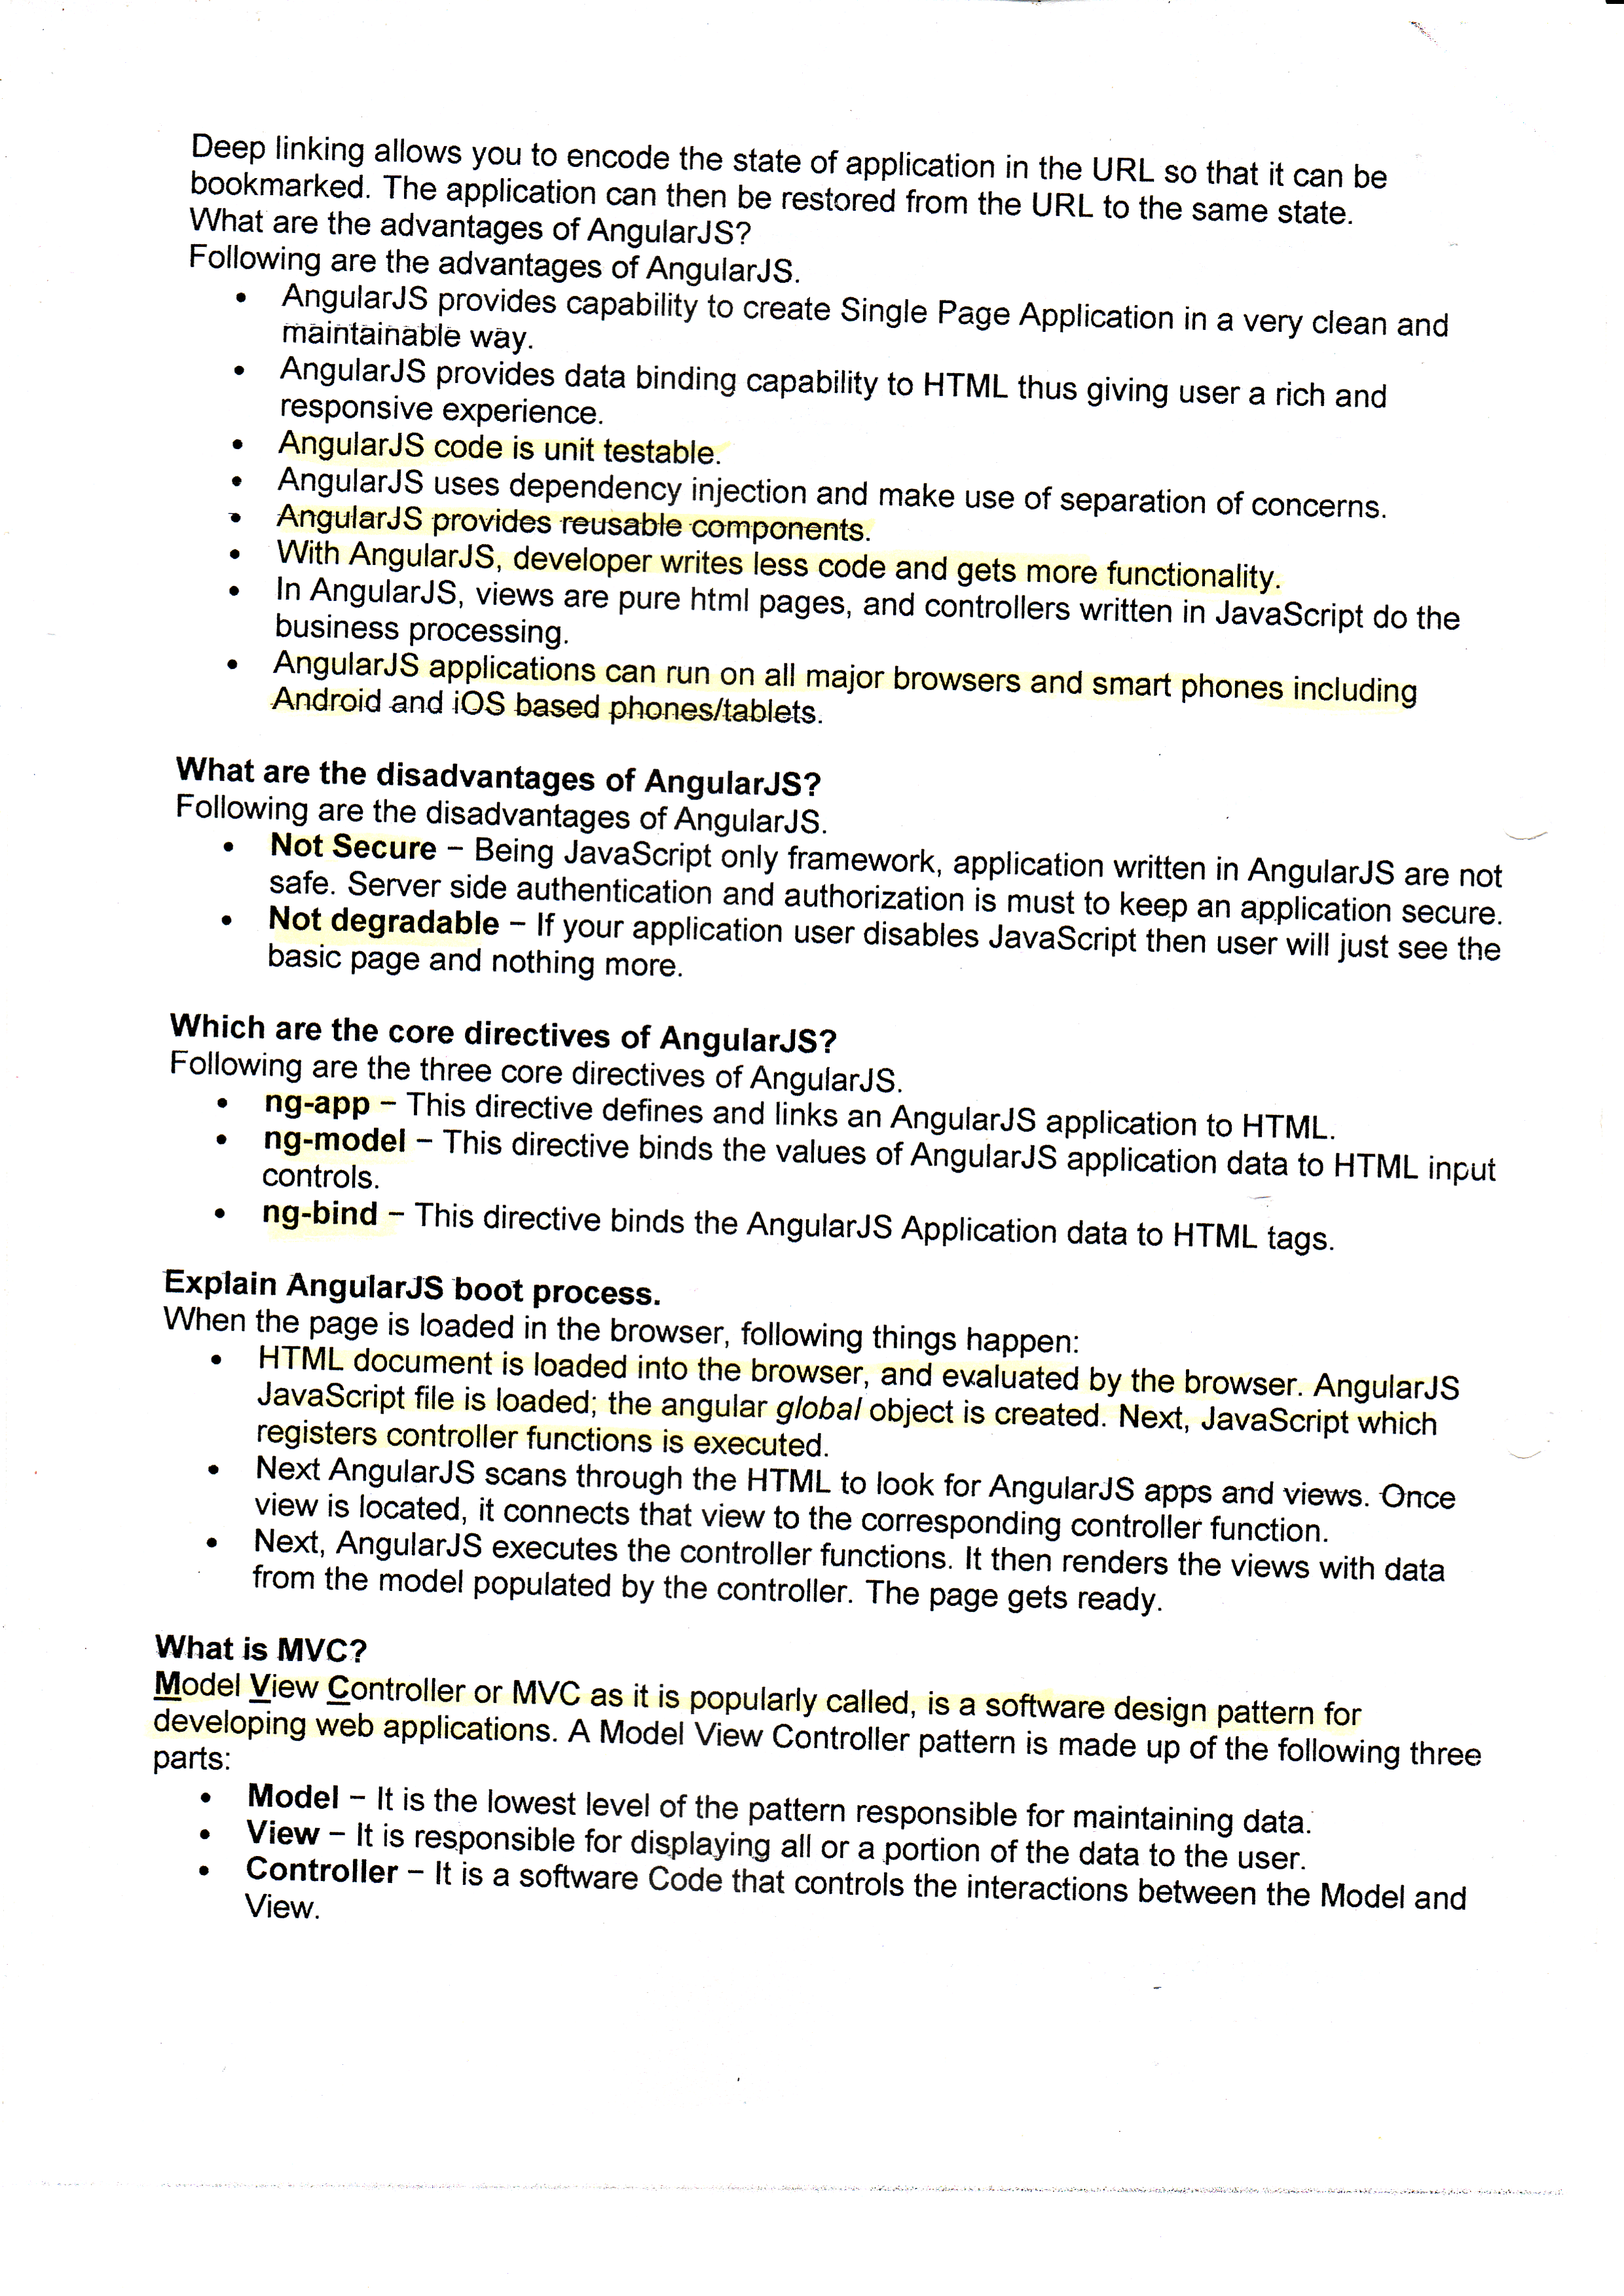 Deep linking allows you to encode the state of application in the URL so that it can be
bookmarked. The application can then be restored from the URL to the same state.
What are the advantages of AngularJS?
Following are the advantages of AngularJS.
• AngularJS provides capability to create Single Page Application in a very clean and
maintainable way.
• AngularJS provides data binding capability to HTML thus giving user a rich and
responsive experience.
• AngularJS code is unit testable.
• AngularJS uses dependency injection and make use of separation of concerns.
• AngularJS provides reusable components.
• With AngularJS, developer writes less code and gets more functionality.
• In AngularJS, views are pure html pages, and controllers written in JavaScript do the
business processing.
• AngularJS applications can run on all major browsers and smart phones including
Android and iOS based phones/tablets.
What are the disadvantages of AngularJS?
Following are the disadvantages of AngularJS.
• Not Secure – Being JavaScript only framework, application written in AngularJS are not
safe. Server side authentication and authorization is must to keep an application secure.
• Not degradable – If your application user disables JavaScript then user will just see the
basic page and nothing more.
Which are the core directives of AngularJS?
Following are the three core directives of AngularJS.
• ng-app – This directive defines and links an AngularJS application to HTML.
• ng-model – This directive binds the values of AngularJS application data to HTML input
controls.
• ng-bind – This directive binds the AngularJS Application data to HTML tags.
Explain AngularJS boot process.
When the page is loaded in the browser, following things happen:
• HTML document is loaded into the browser, and evaluated by the browser. AngularJS
JavaScript file is loaded; the angular global object is created. Next, JavaScript which
registers controller functions is executed.
• Next AngularJS scans through the HTML to look for AngularJS apps and views. Once
view is located, it connects that view to the corresponding controller function.
• Next, AngularJS executes the controller functions. It then renders the views with data
from the model populated by the controller. The page gets ready.
What is MVC?
Model View Controller or MVC as it is popularly called, is a software design pattern for
developing web applications. A Model View Controller pattern is made up of the following three
parts:
• Model – It is the lowest level of the pattern responsible for maintaining data.
• View – It is responsible for displaying all or a portion of the data to the user.
• Controller – It is a software Code that controls the interactions between the Model and
View.